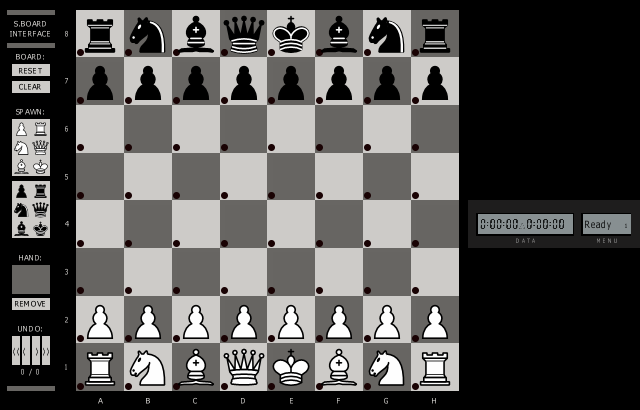 S.BOARD
INTERFACE
BOARD:
RESET
CLEAR
SPAWN:
HAND:
REMOVE
UNDO:
0 / 0
8
7
6
5
4
3
2
1
A B C D E F G H
0:00:00 0:00:00
DATA
Ready
MENU